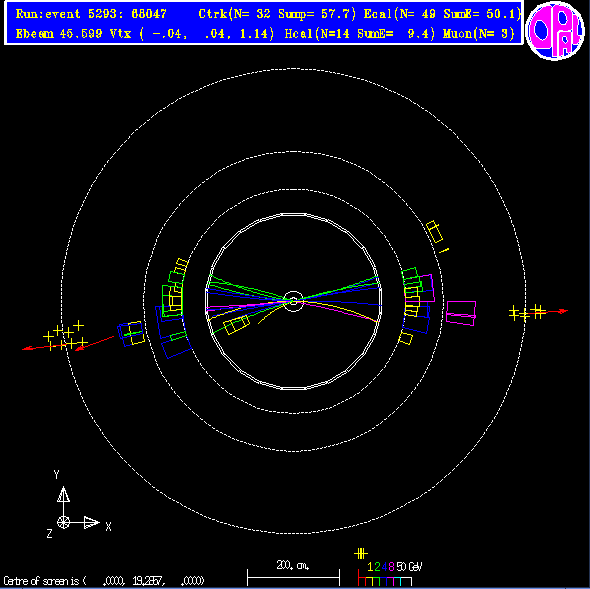 Run:event 5293: 68047 Ctrk(N= 32 Sump= 57.7) Ecal(N= 49 SumE= 50.1)
Ebeam 45.599 Vtx ( -.04, .04, 1.14) Hcal(N=14 SumE= 9.4) Muon(N= 3)
OPAL
Y
X
Z
200. cm.
1 2 4 8 50 GeV
Centre of screen is ( .0000, 19.2857, .0000)